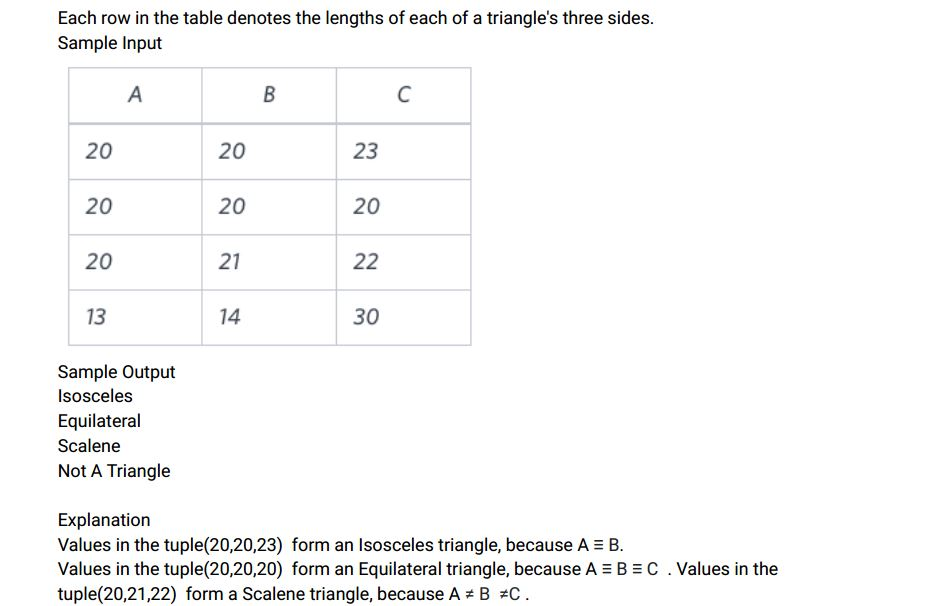 Each row in the table denotes the lengths of each of a triangle's three sides.
Sample Input
A B C
20 20 23
20 20 20
20 21 22
13 14 30
Sample Output
Isosceles
Equilateral
Scalene
Not A Triangle
Explanation
Values in the tuple(20,20,23) form an Isosceles triangle, because A ≡ B.
Values in the tuple(20,20,20) form an Equilateral triangle, because A ≡ B ≡ C . Values in the
tuple(20,21,22) form a Scalene triangle, because A ≠ B ≠C .